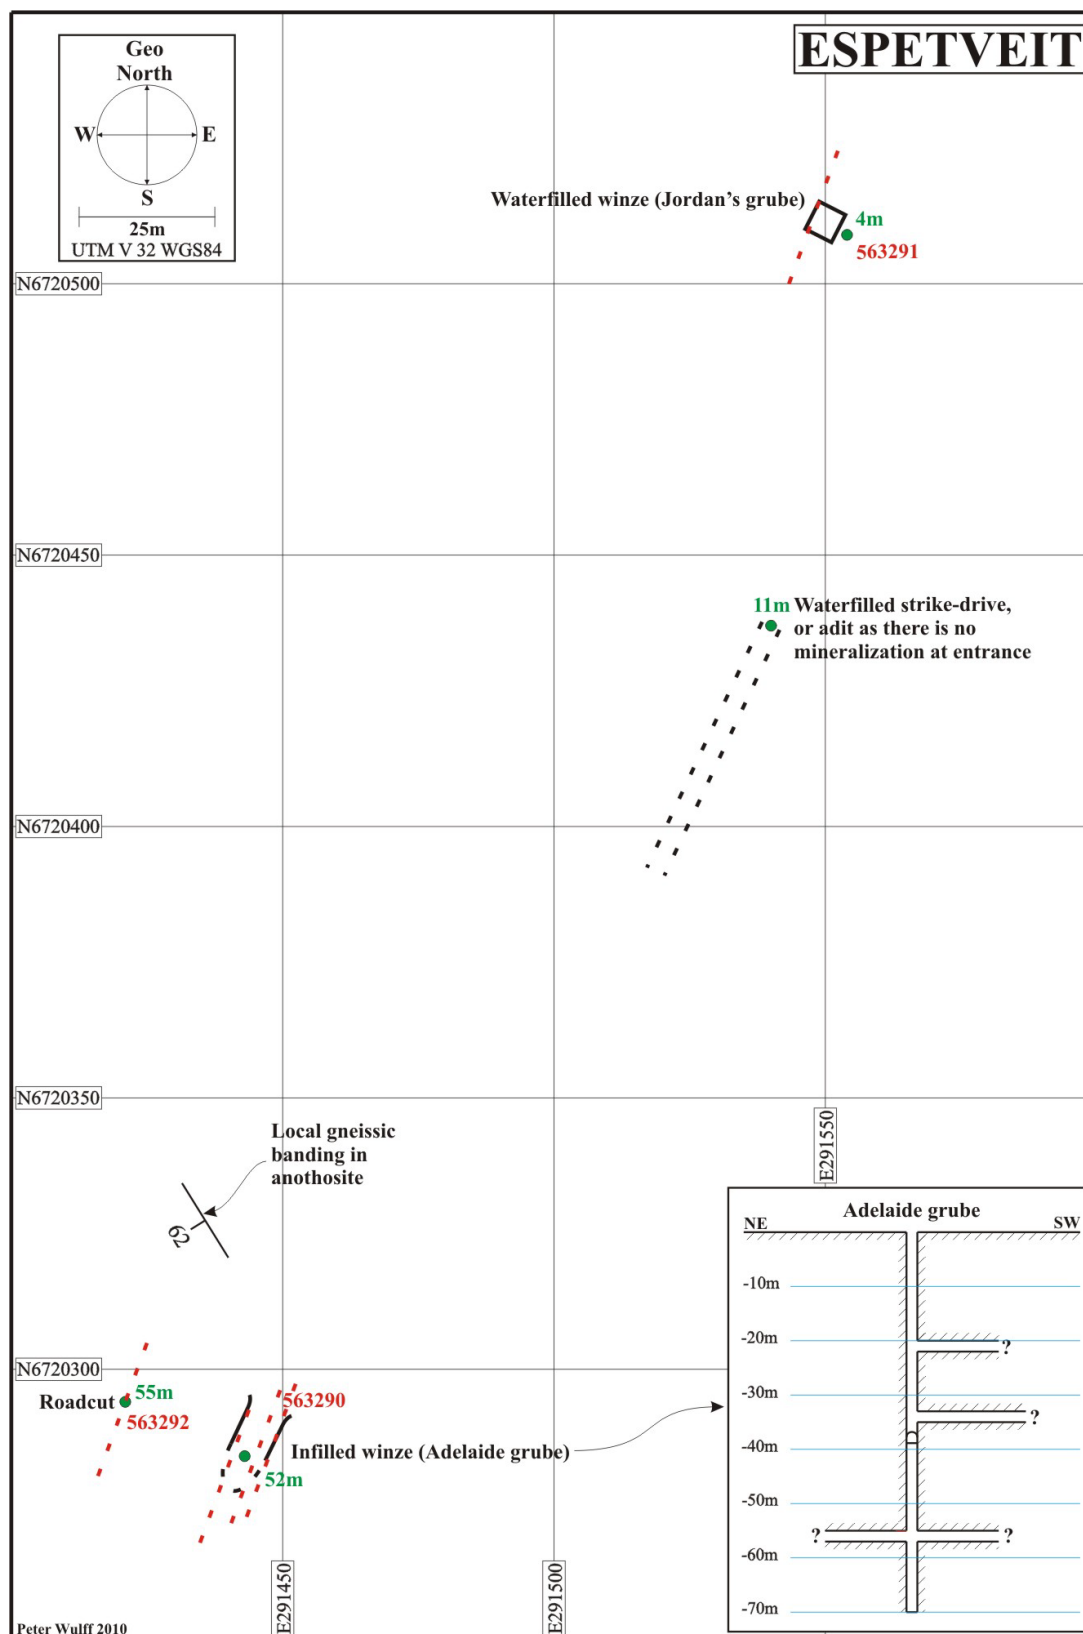 ESPETVEIT
Geo
North
W
E
S
25m
UTM V 32 WGS84
Waterfilled winze (Jordan's grube)
4m
563291
N6720500
N6720450
11m
Waterfilled strike-drive,
or adit as there is no
mineralization at entrance
N6720400
N6720350
E291550
Local gneissic
banding in
anothosite
62
N6720300
Roadcut
55m
563292
563290
Infilled winze (Adelaide grube)
52m
E291450
E291500
Adelaide grube
NE
SW
-10m
-20m
?
-30m
?
-40m
-50m
?
?
-60m
-70m
Peter Wulff 2010